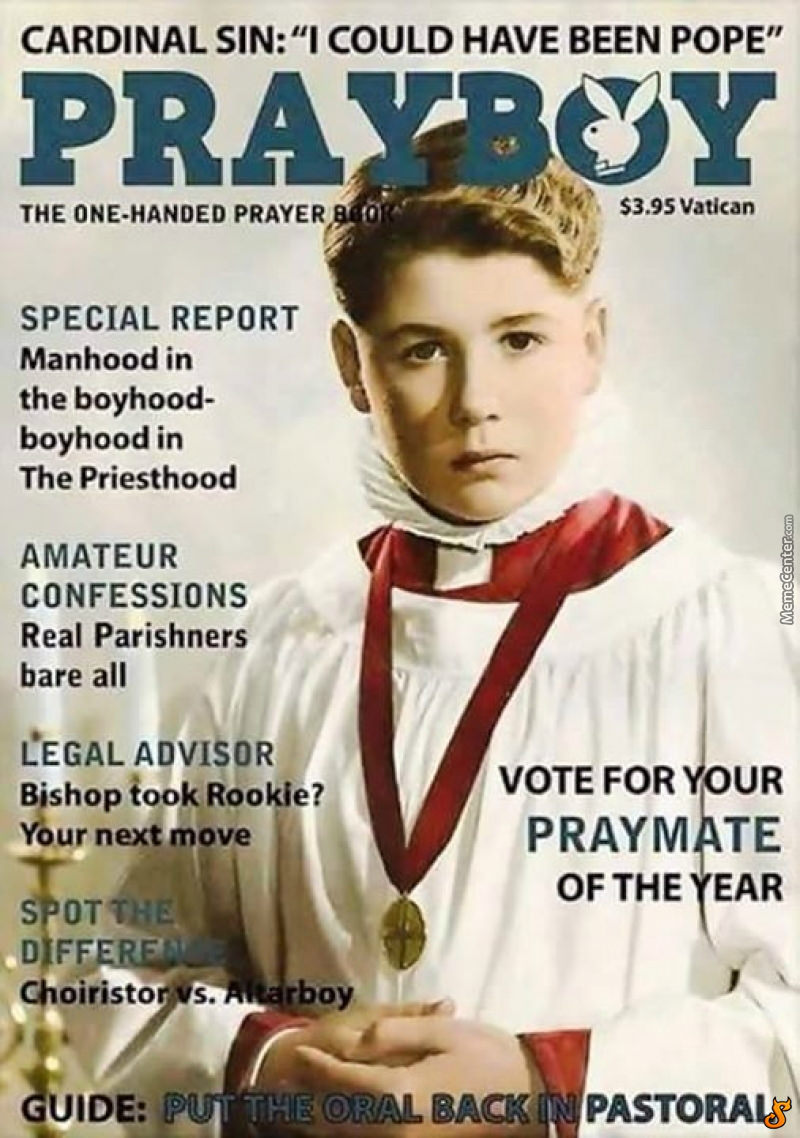 CARDINAL SIN: “I COULD HAVE BEEN POPE”
PRAYBOY
THE ONE-HANDED PRAYER BOOK
$3.95 Vatican
SPECIAL REPORT
Manhood in
the boyhood-
boyhood in
The Priesthood
AMATEUR
CONFESSIONS
Real Parishners
bare all
LEGAL ADVISOR
Bishop took Rookie?
Your next move
VOTE FOR YOUR
PRAYMATE
OF THE YEAR
SPOT THE
DIFFERENCE
Choiristor vs. Altarboy
GUIDE: PUT THE ORAL BACK IN PASTORAL
MemeCenter.com